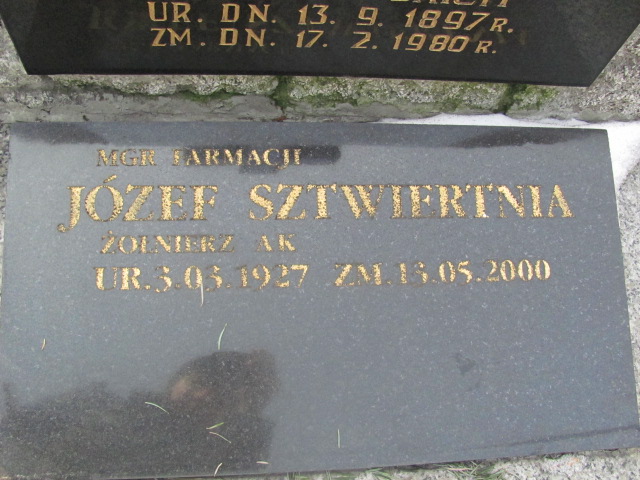 UR. DN. 13. 9. 1897 R.
ZM. DN. 17. 2. 1980 R.
MGR FARMACJI
JÓZEF SZTWIERTNIA
ŻOŁNIERZ AK
UR.3.03.1927 ZM.13.05.2000